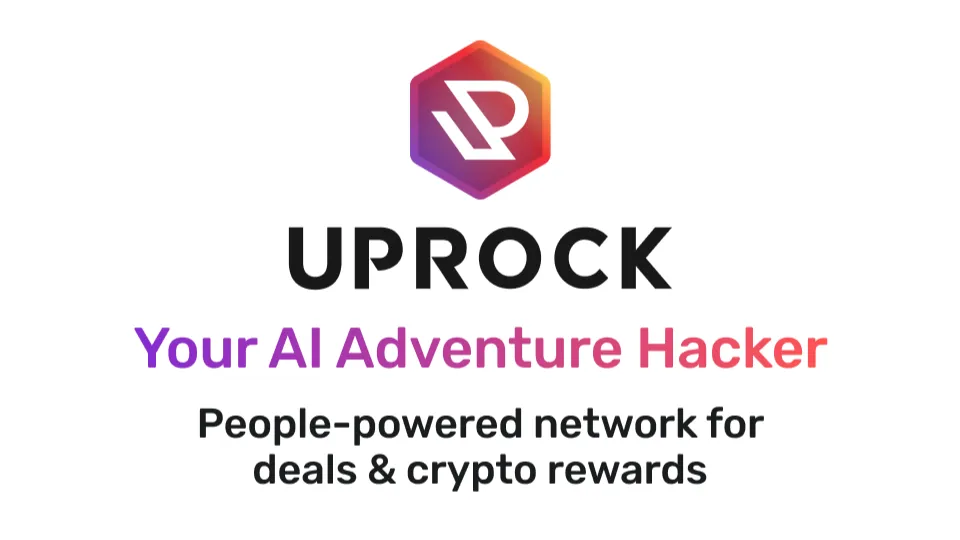 UPROCK
Your AI Adventure Hacker
People-powered network for
deals & crypto rewards